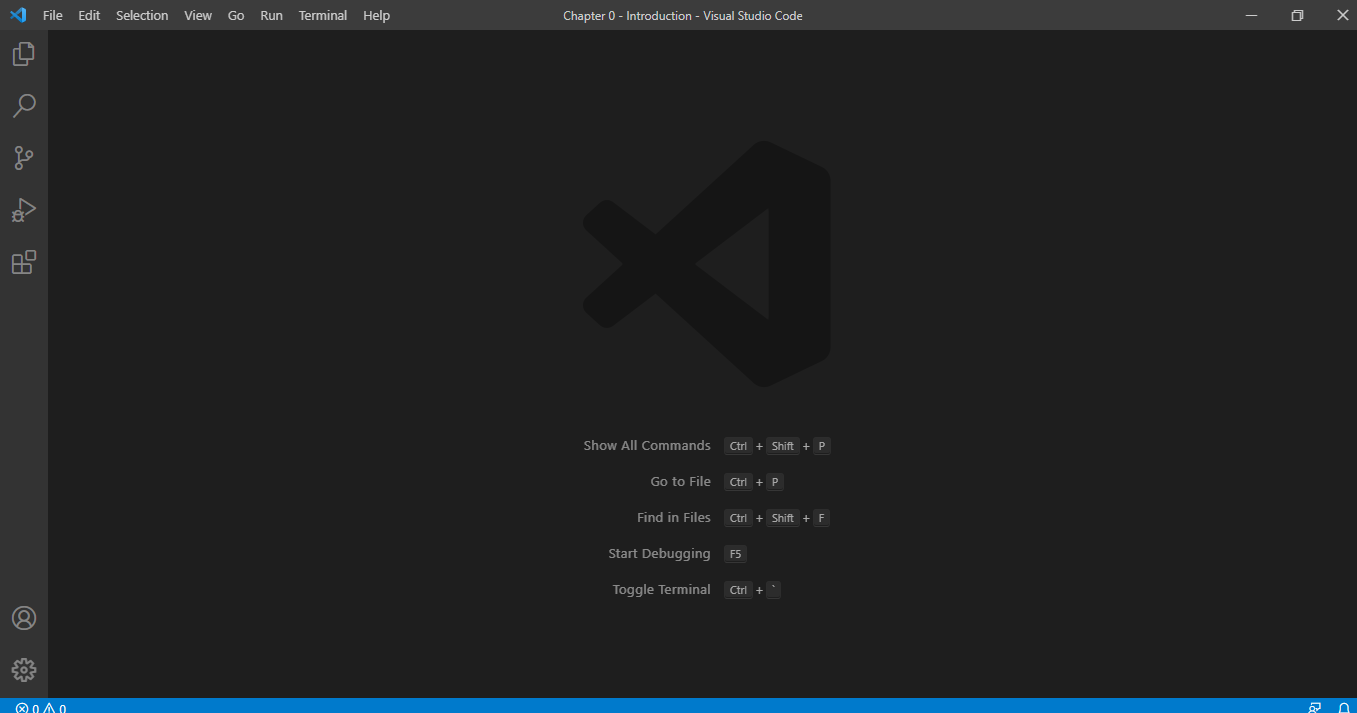 File Edit Selection View Go Run Terminal Help Chapter 0 - Introduction - Visual Studio Code
Show All Commands Ctrl + Shift + P
Go to File Ctrl + P
Find in Files Ctrl + Shift + F
Start Debugging F5
Toggle Terminal Ctrl + `
0 0